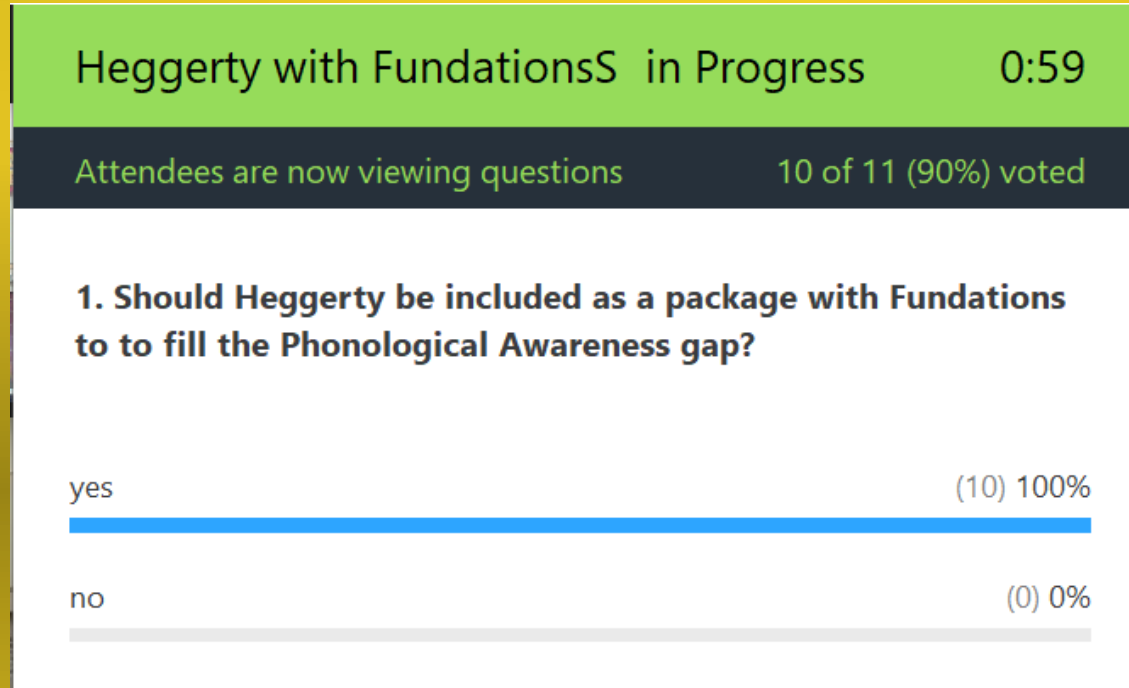 Heggerty with FundationsS in Progress 0:59
Attendees are now viewing questions 10 of 11 (90%) voted
1. Should Heggerty be included as a package with Fundations
to to fill the Phonological Awareness gap?
yes (10) 100%
no (0) 0%